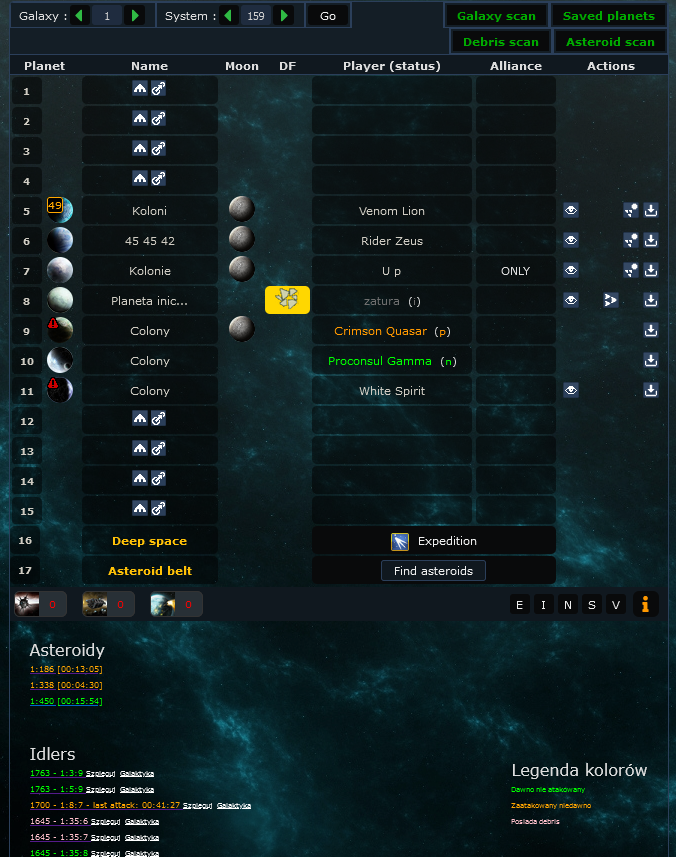 Galaxy : 1 System : 159 Go Galaxy scan Saved planets
Debris scan Asteroid scan
Planet Name Moon DF Player (status) Alliance Actions
1
2
3
4
49
5 Koloni Venom Lion
6 45 45 42 Rider Zeus
7 Kolonie U p ONLY
8 Planeta inic... zatura (i)
9 Colony Crimson Quasar (p)
10 Colony Proconsul Gamma (n)
11 Colony White Spirit
12
13
14
15
16 Deep space Expedition
17 Asteroid belt Find asteroids
0 0 0 E I N S V
Asteroidy
1:186 [00:13:05]
1:338 [00:04:30]
1:450 [00:15:54]
Idlers
1763 - 1:3:9 Szpieguj Galaktyka
1763 - 1:5:9 Szpieguj Galaktyka
1700 - 1:8:7 - last attack: 00:41:27 Szpieguj Galaktyka
1645 - 1:35:6 Szpieguj Galaktyka
1645 - 1:35:7 Szpieguj Galaktyka
1645 - 1:35:8 Szpieguj Galaktyka
Legenda kolorów
Dawno nie atakowany
Zaatakowany niedawno
Posiada debris